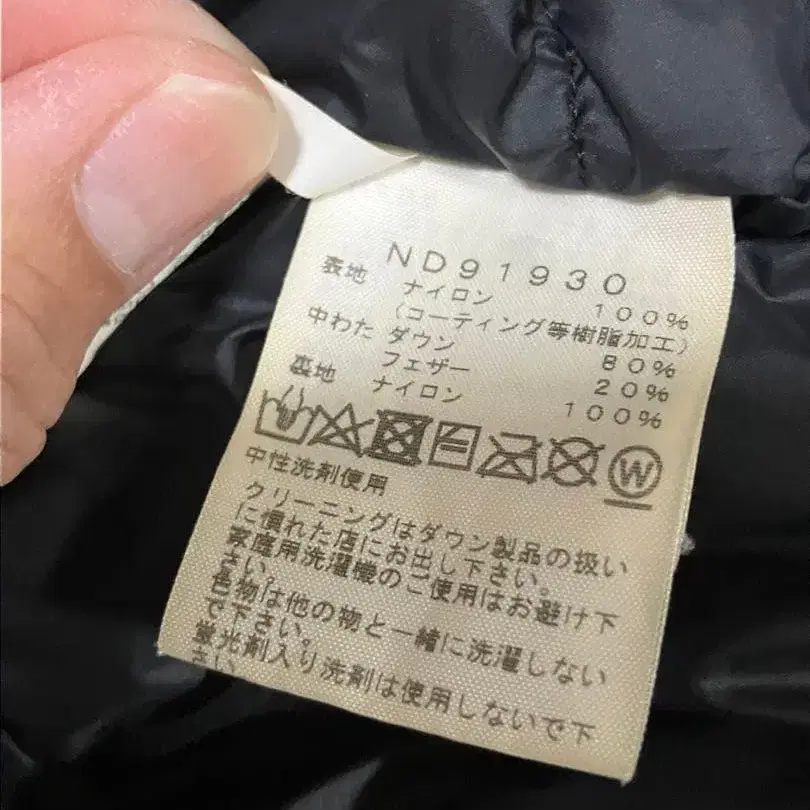 ND91930
表地 ナイロン 100%
(コーティング等樹脂加工)
中わた ダウン 80%
フェザー 20%
裏地 ナイロン 100%
W
中性洗剤使用
クリーニングはダウン製品の扱い
に慣れた店にお出し下さい。
家庭用洗濯機のご使用はお避け下
さい。
色物は他の物と一緒に洗濯しない
で下さい。
蛍光剤入り洗剤は使用しないで下
さい